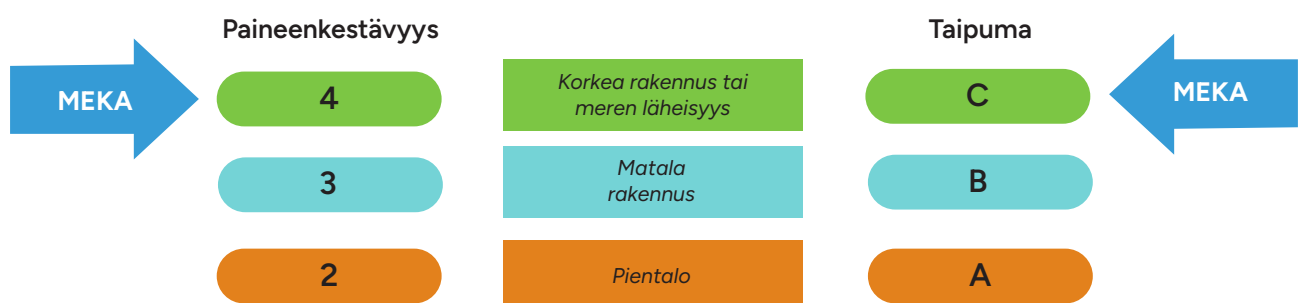 Paineenkestävyys
Taipuma
MEKA
4
Korkea rakennus tai
meren läheisyys
C
MEKA
3
Matala
rakennus
B
2
Pientalo
A